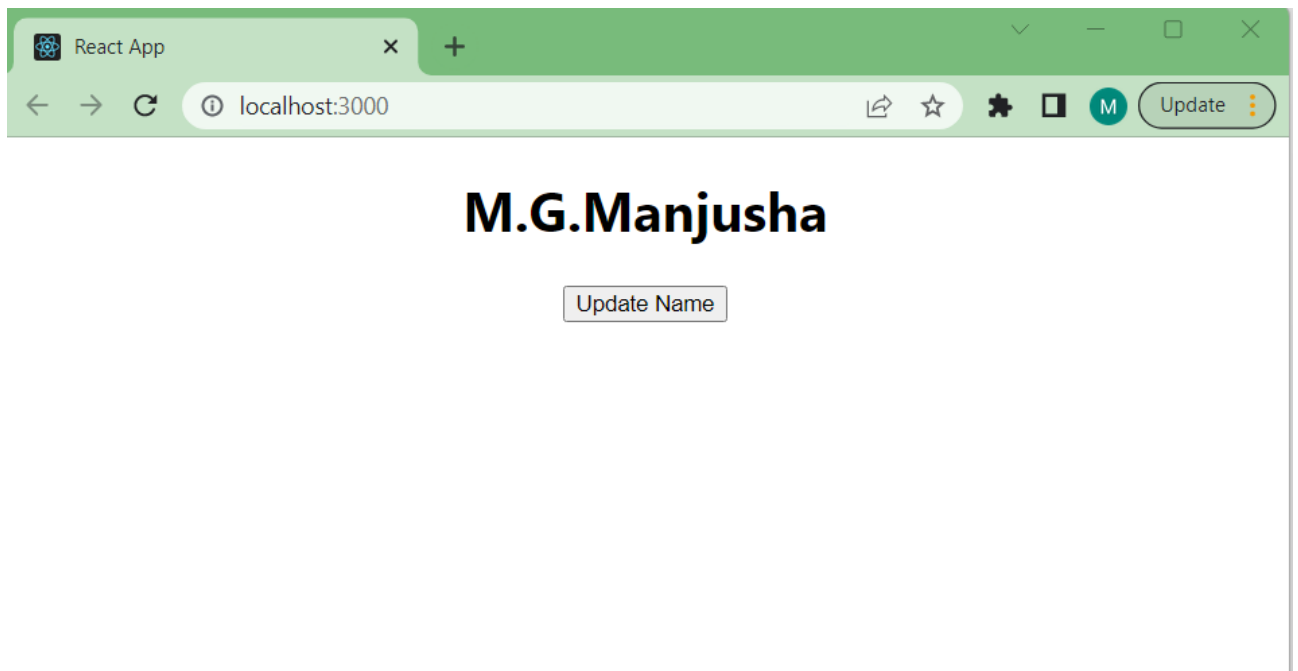 React App
localhost:3000
M
Update
M.G.Manjusha
Update Name